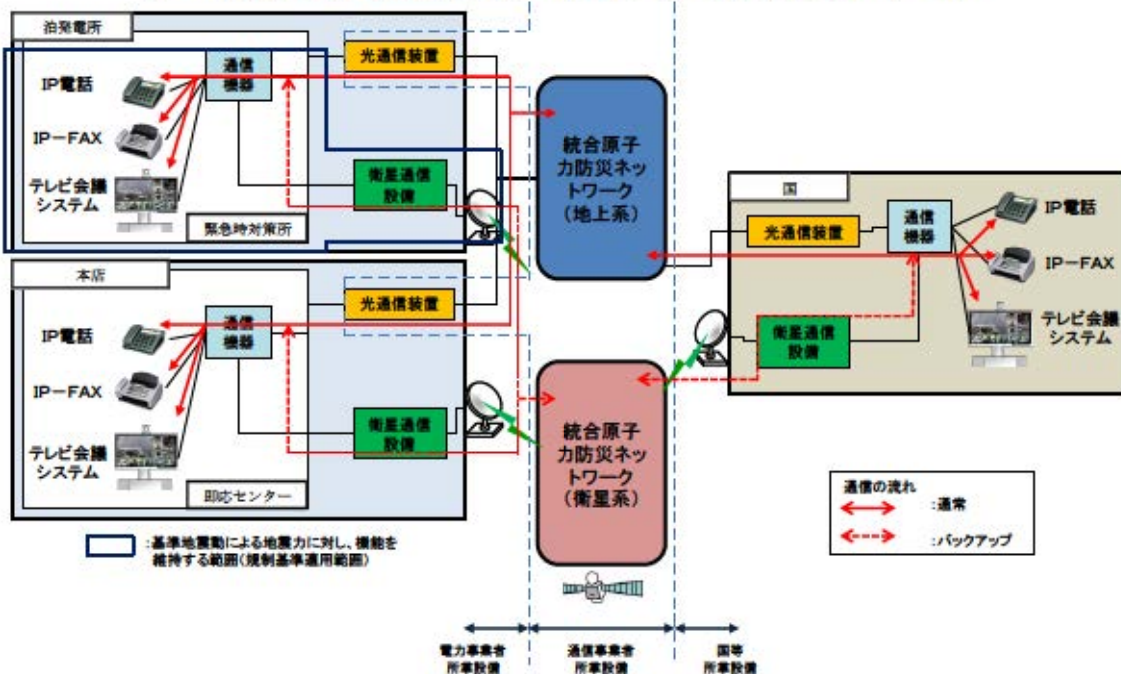 泊発電所
IP電話
IP－FAX
テレビ会議
システム
通信
機器
光通信装置
衛星通信
設備
緊急時対策所
本店
IP電話
IP－FAX
テレビ会議
システム
通信
機器
光通信装置
衛星通信
設備
即応センター
統合原子
力防災ネッ
トワーク
(地上系)
統合原子
力防災ネッ
トワーク
(衛星系)
国
光通信装置
通信
機器
衛星通信
設備
IP電話
IP－FAX
テレビ会議
システム
通信の流れ
:通常
:バックアップ
:基準地震動による地震力に対し、機能を
維持する範囲(規制基準適用範囲)
電力事業者
所掌設備
通信事業者
所掌設備
国等
所掌設備